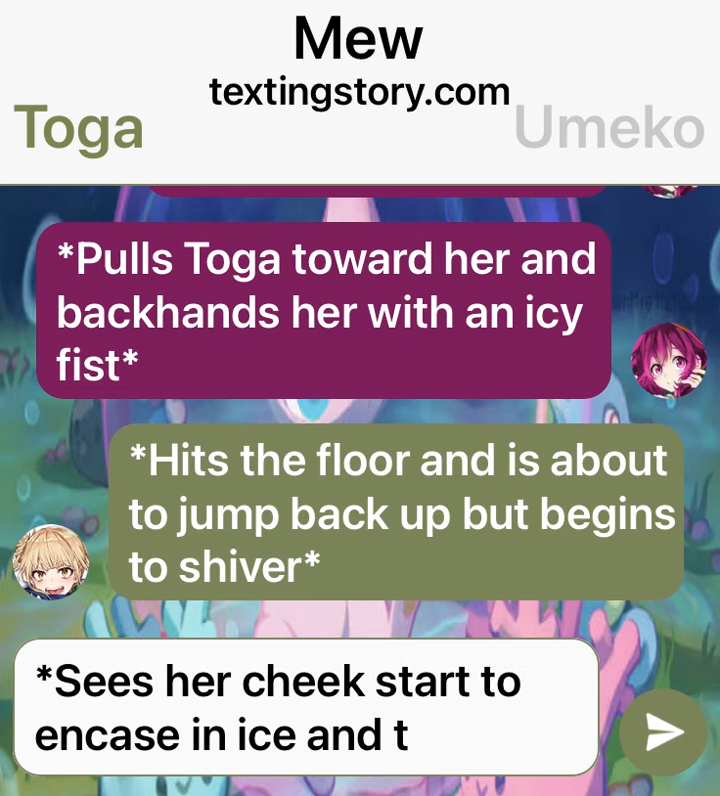 Mew
textingstory.com
Toga
Umeko
*Pulls Toga toward her and
backhands her with an icy
fist*
*Hits the floor and is about
to jump back up but begins
to shiver*
*Sees her cheek start to
encase in ice and t